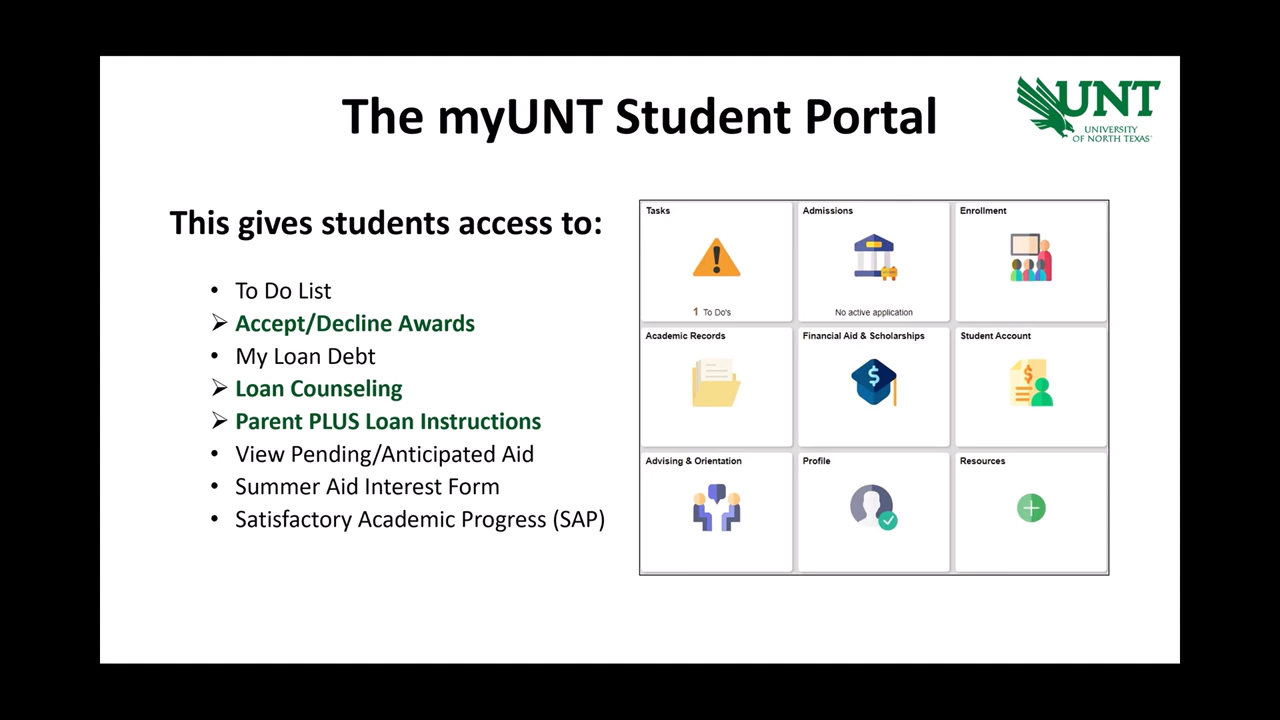 The myUNT Student Portal
UNT
UNIVERSITY
OF NORTH TEXAS
This gives students access to:
• To Do List
➢ Accept/Decline Awards
• My Loan Debt
➢ Loan Counseling
➢ Parent PLUS Loan Instructions
• View Pending/Anticipated Aid
• Summer Aid Interest Form
• Satisfactory Academic Progress (SAP)
Tasks
1 To Do's
Admissions
No active application
Enrollment
Academic Records
Financial Aid & Scholarships
Student Account
Advising & Orientation
Profile
Resources